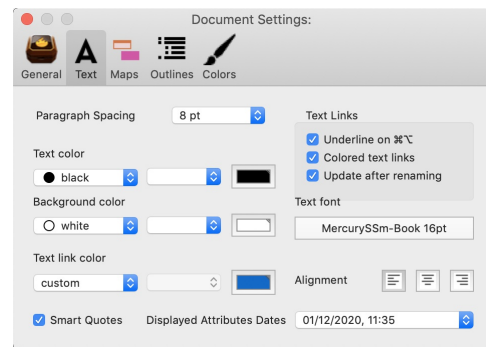 Document Settings:
General Text Maps Outlines Colors
Paragraph Spacing 8 pt
Text Links
Underline on ⌘⌥
Colored text links
Update after renaming
Text color
black
Background color
white
Text font
MercurySSm-Book 16pt
Text link color
custom
Alignment
Smart Quotes Displayed Attributes Dates 01/12/2020, 11:35